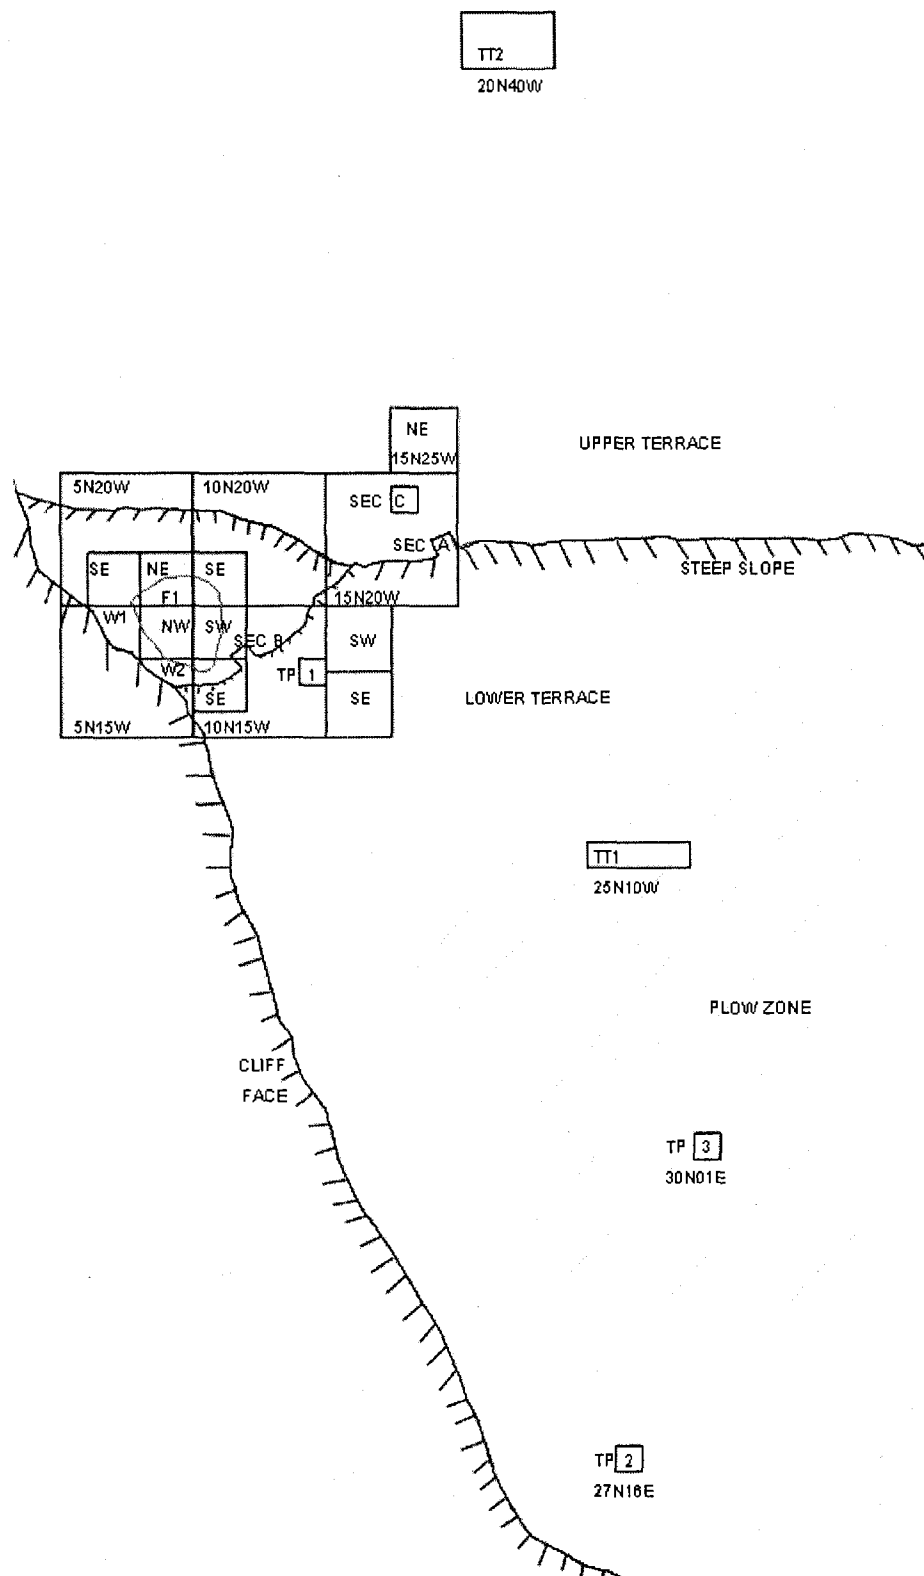 TT2
20N40W
NE
15N25W
UPPER TERRACE
5N20W
10N20W
SEC C
SEC A
STEEP SLOPE
SE
NE
SE
F1
15N20W
W1
NW
SW
SEC B
SW
W2
TP 1
SE
SE
LOWER TERRACE
5N15W
10N15W
TT1
25N10W
PLOW ZONE
CLIFF
FACE
TP 3
30N01E
TP 2
27N16E